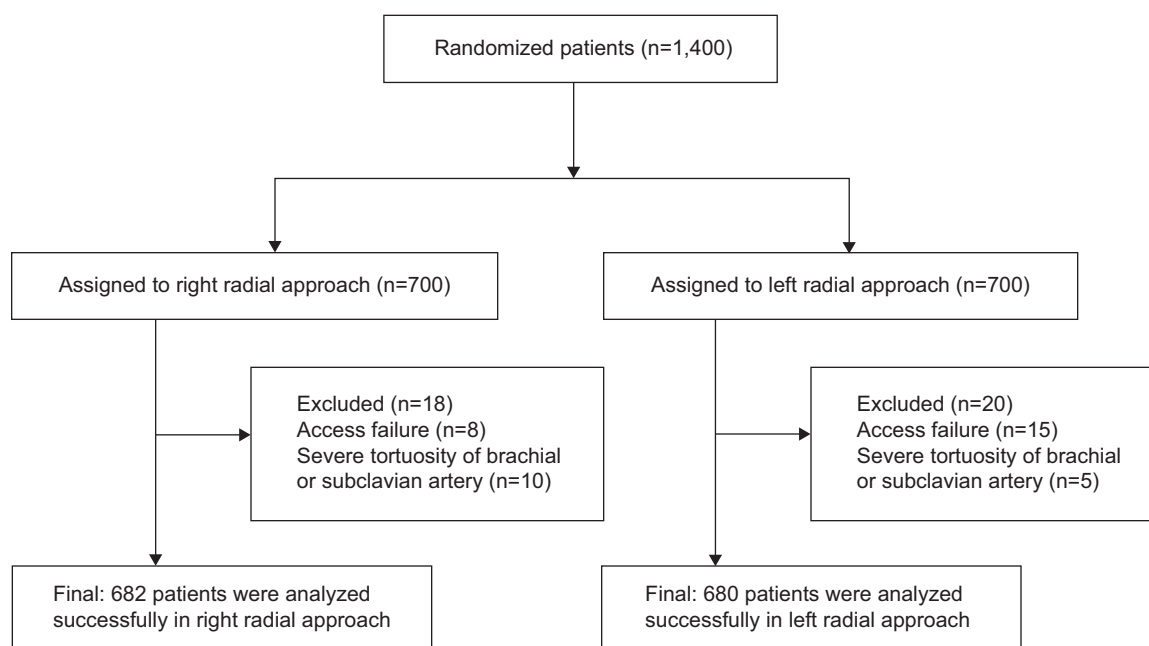 Randomized patients (n=1,400)
Assigned to right radial approach (n=700)
Assigned to left radial approach (n=700)
Excluded (n=18)
Access failure (n=8)
Severe tortuosity of brachial
or subclavian artery (n=10)
Excluded (n=20)
Access failure (n=15)
Severe tortuosity of brachial
or subclavian artery (n=5)
Final: 682 patients were analyzed
successfully in right radial approach
Final: 680 patients were analyzed
successfully in left radial approach